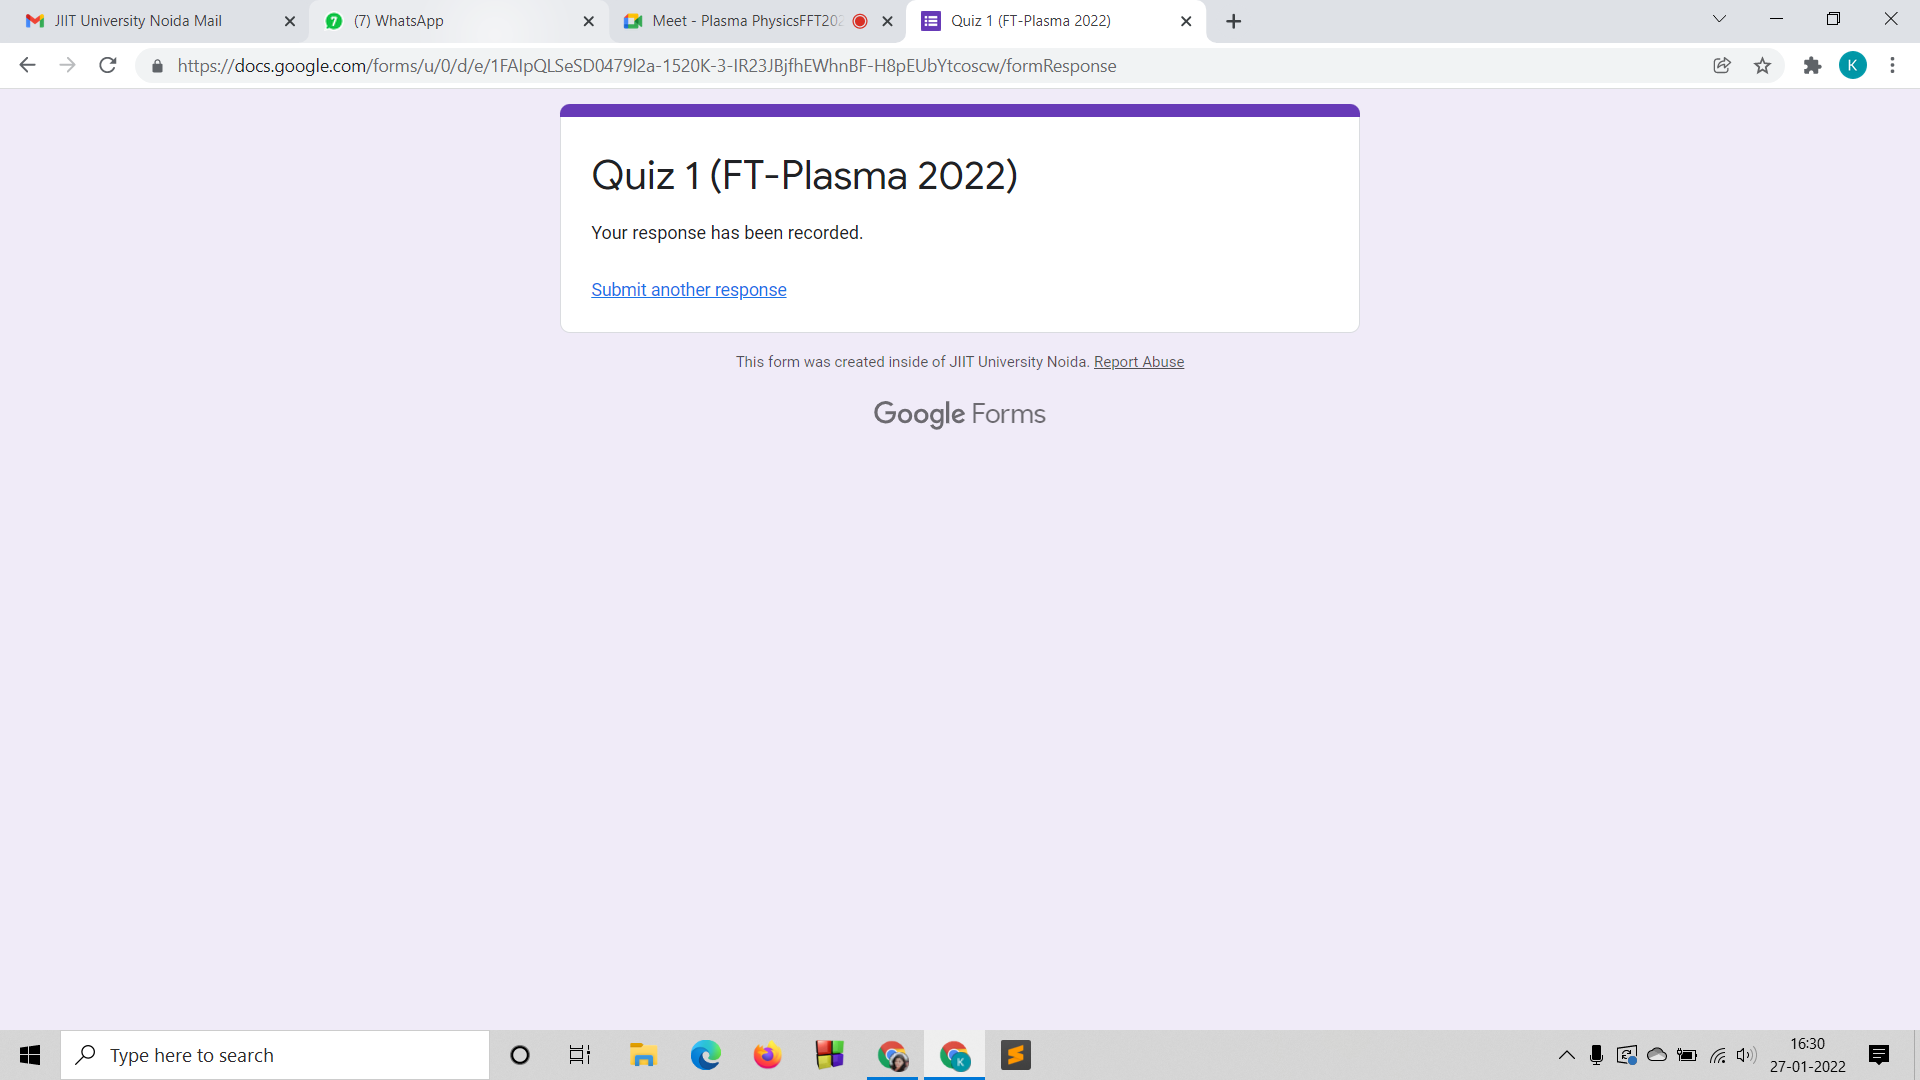 JIIT University Noida Mail
(7) WhatsApp
Meet - Plasma PhysicsFFT202
Quiz 1 (FT-Plasma 2022)
https://docs.google.com/forms/u/0/d/e/1FAIpQLSeSD0479l2a-1520K-3-IR23JBjfhEWhnBF-H8pEUbYtcoscw/formResponse
K
Quiz 1 (FT-Plasma 2022)
Your response has been recorded.
Submit another response
This form was created inside of JIIT University Noida. Report Abuse
Google Forms
Type here to search
16:30
27-01-2022